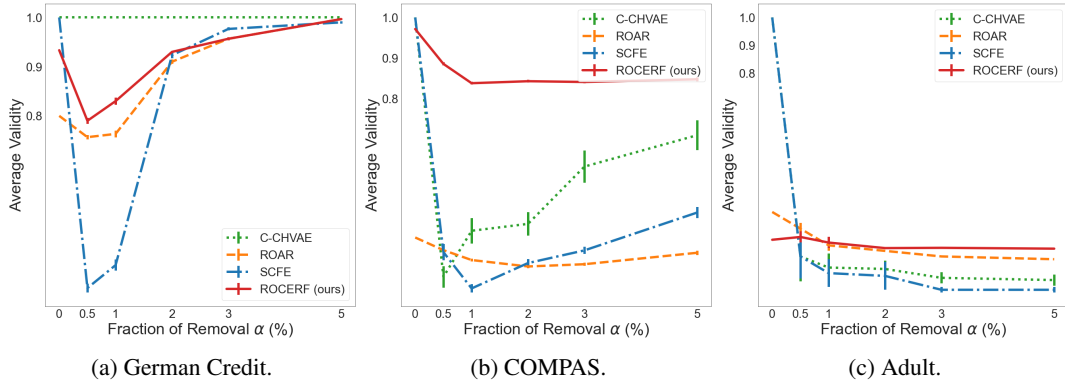 1.0
0.9
0.8
Average Validity
C-CHVAE
ROAR
SCFE
ROCERF (ours)
0 0.5 1 2 3 5
Fraction of Removal α (%)
(a) German Credit.
1.0
0.9
0.8
Average Validity
C-CHVAE
ROAR
SCFE
ROCERF (ours)
0 0.5 1 2 3 5
Fraction of Removal α (%)
(b) COMPAS.
1.0
0.9
0.8
Average Validity
C-CHVAE
ROAR
SCFE
ROCERF (ours)
0 0.5 1 2 3 5
Fraction of Removal α (%)
(c) Adult.